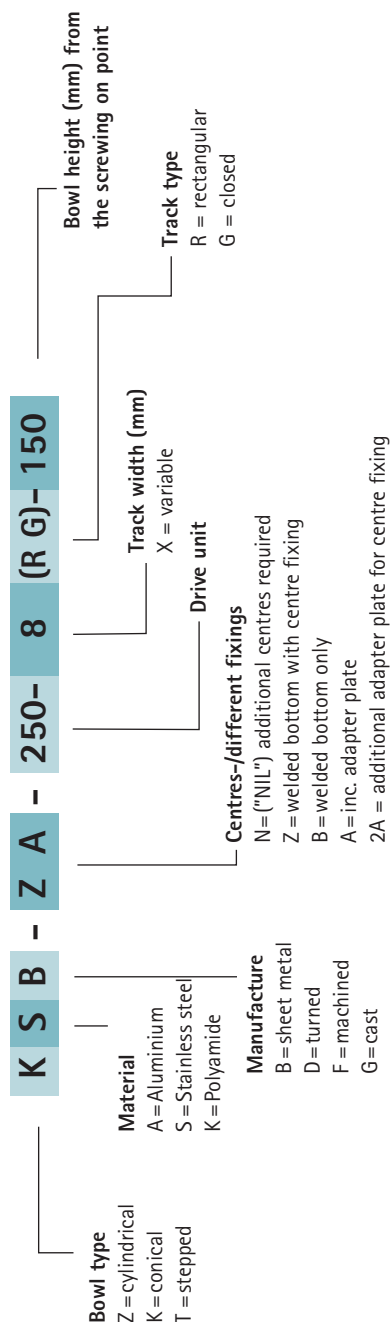 K S B – Z A – 250– 8 (R G)– 150
Bowl type
Z = cylindrical
K = conical
T = stepped
Material
A = Aluminium
S = Stainless steel
K = Polyamide
Manufacture
B = sheet metal
D = turned
F = machined
G = cast
Centres-/different fixings
N = ("NIL") additional centres required
Z = welded bottom with centre fixing
B = welded bottom only
A = inc. adapter plate
2A = additional adapter plate for centre fixing
Drive unit
Track width (mm)
X = variable
Track type
R = rectangular
G = closed
Bowl height (mm) from
the screwing on point